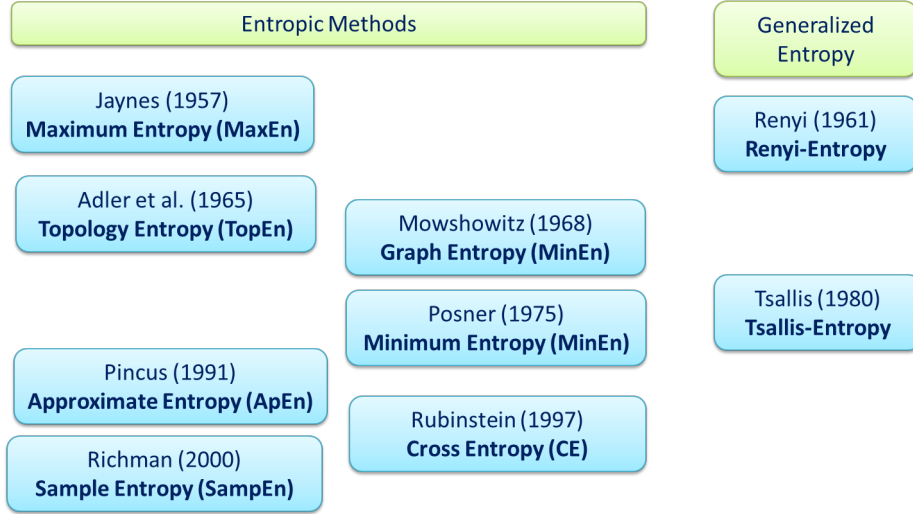 Entropic Methods
Generalized
Entropy
Jaynes (1957)
Maximum Entropy (MaxEn)
Adler et al. (1965)
Topology Entropy (TopEn)
Pincus (1991)
Approximate Entropy (ApEn)
Richman (2000)
Sample Entropy (SampEn)
Mowshowitz (1968)
Graph Entropy (MinEn)
Posner (1975)
Minimum Entropy (MinEn)
Rubinstein (1997)
Cross Entropy (CE)
Renyi (1961)
Renyi-Entropy
Tsallis (1980)
Tsallis-Entropy